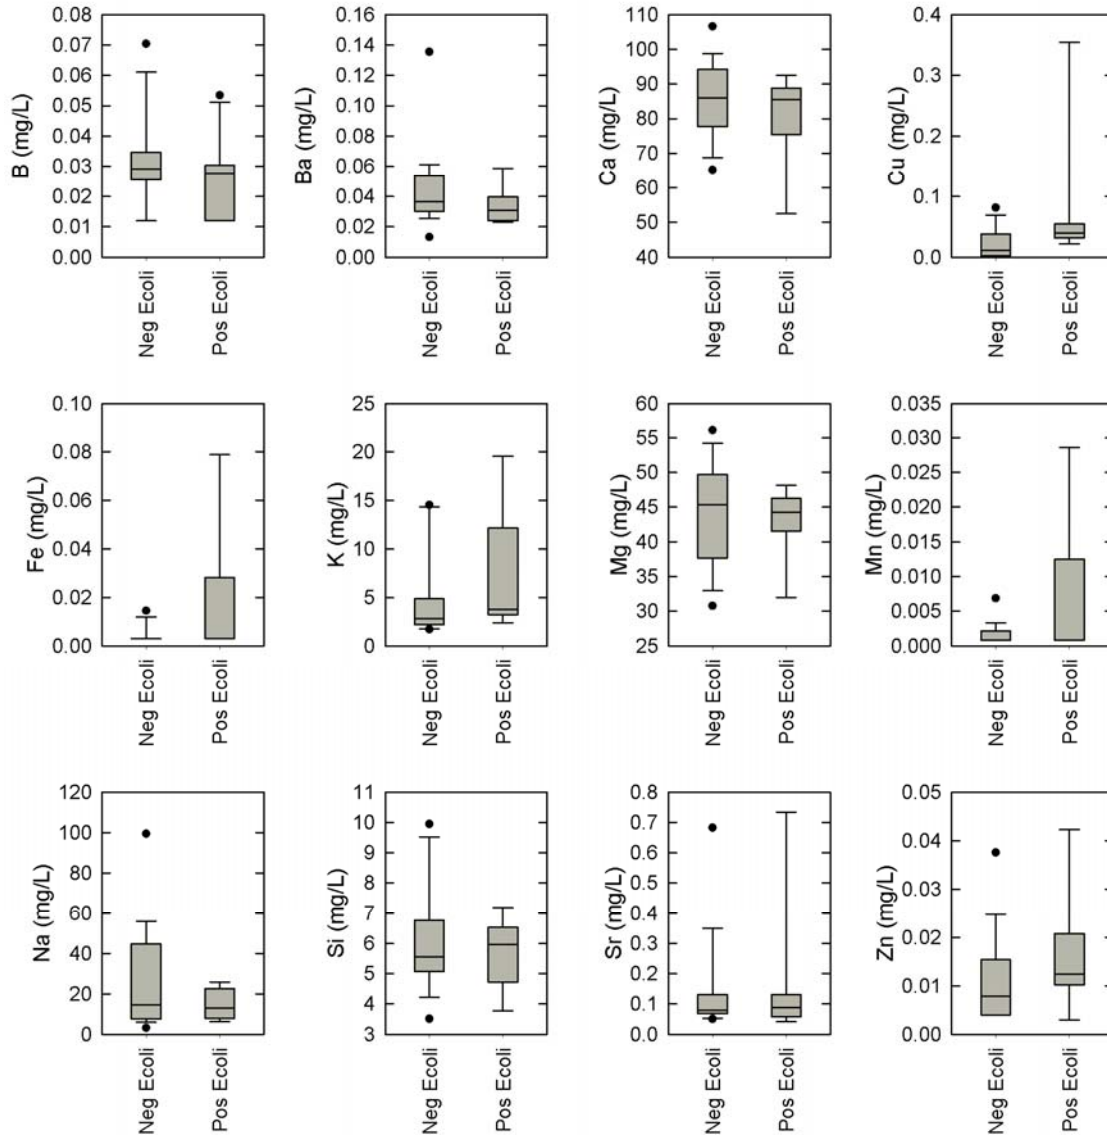 B (mg/L)
0.08
0.07
0.06
0.05
0.04
0.03
0.02
0.01
0.00
Neg Ecoli
Pos Ecoli
Ba (mg/L)
0.16
0.14
0.12
0.10
0.08
0.06
0.04
0.02
0.00
Neg Ecoli
Pos Ecoli
Ca (mg/L)
110
100
90
80
70
60
50
40
Neg Ecoli
Pos Ecoli
Cu (mg/L)
0.4
0.3
0.2
0.1
0.0
Neg Ecoli
Pos Ecoli
Fe (mg/L)
0.10
0.08
0.06
0.04
0.02
0.00
Neg Ecoli
Pos Ecoli
K (mg/L)
25
20
15
10
5
0
Neg Ecoli
Pos Ecoli
Mg (mg/L)
60
55
50
45
40
35
30
25
Neg Ecoli
Pos Ecoli
Mn (mg/L)
0.035
0.030
0.025
0.020
0.015
0.010
0.005
0.000
Neg Ecoli
Pos Ecoli
Na (mg/L)
120
100
80
60
40
20
0
Neg Ecoli
Pos Ecoli
Si (mg/L)
11
10
9
8
7
6
5
4
3
Neg Ecoli
Pos Ecoli
Sr (mg/L)
0.8
0.7
0.6
0.5
0.4
0.3
0.2
0.1
0.0
Neg Ecoli
Pos Ecoli
Zn (mg/L)
0.05
0.04
0.03
0.02
0.01
0.00
Neg Ecoli
Pos Ecoli